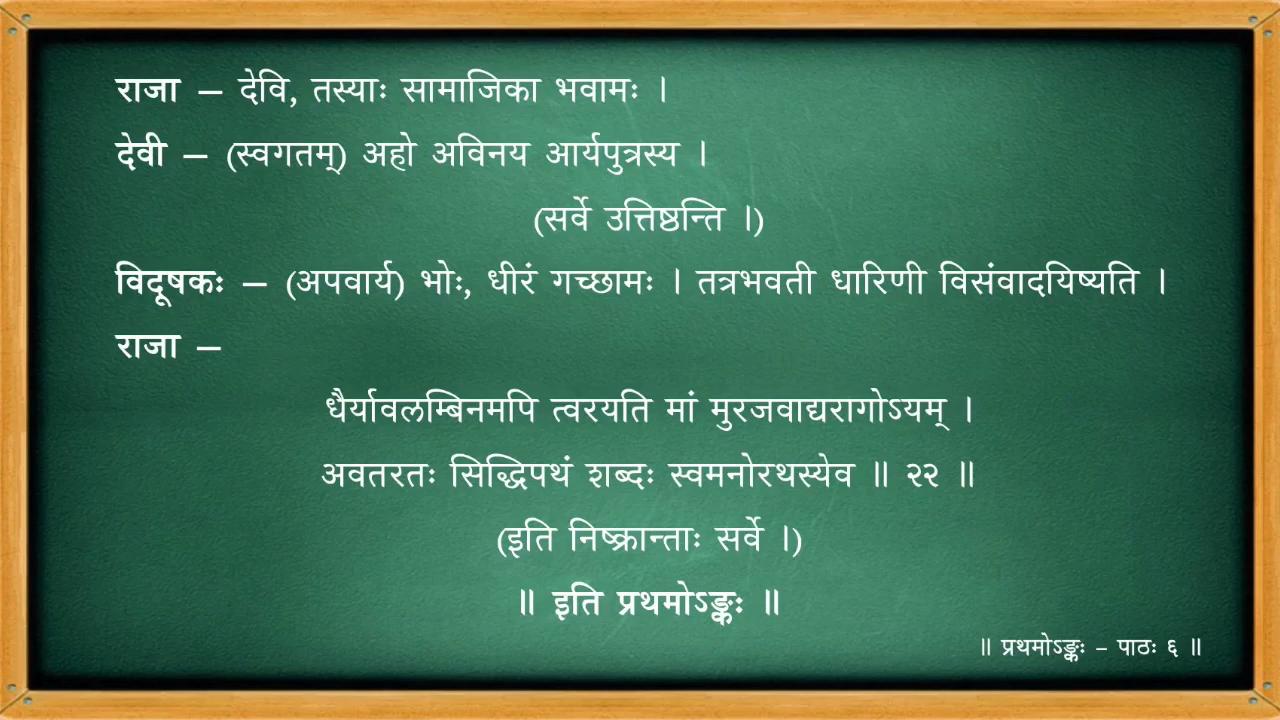 राजा – देवि, तस्याः सामाजिका भवामः ।
देवी – (स्वगतम्) अहो अविनय आर्यपुत्रस्य ।
(सर्वे उत्तिष्ठन्ति ।)
विदूषकः – (अपवार्य) भोः, धीरं गच्छामः । तत्रभवती धारिणी विसंवादयिष्यति ।
राजा –
धैर्यावलम्बिनमपि त्वरयति मां मुरजवाद्यरागोऽयम् ।
अवतरतः सिद्धिपथं शब्दः स्वमनोरथस्येव ॥ २२ ॥
(इति निष्क्रान्ताः सर्वे ।)
॥ इति प्रथमोऽङ्कः ॥
॥ प्रथमोऽङ्कः – पाठः ६ ॥